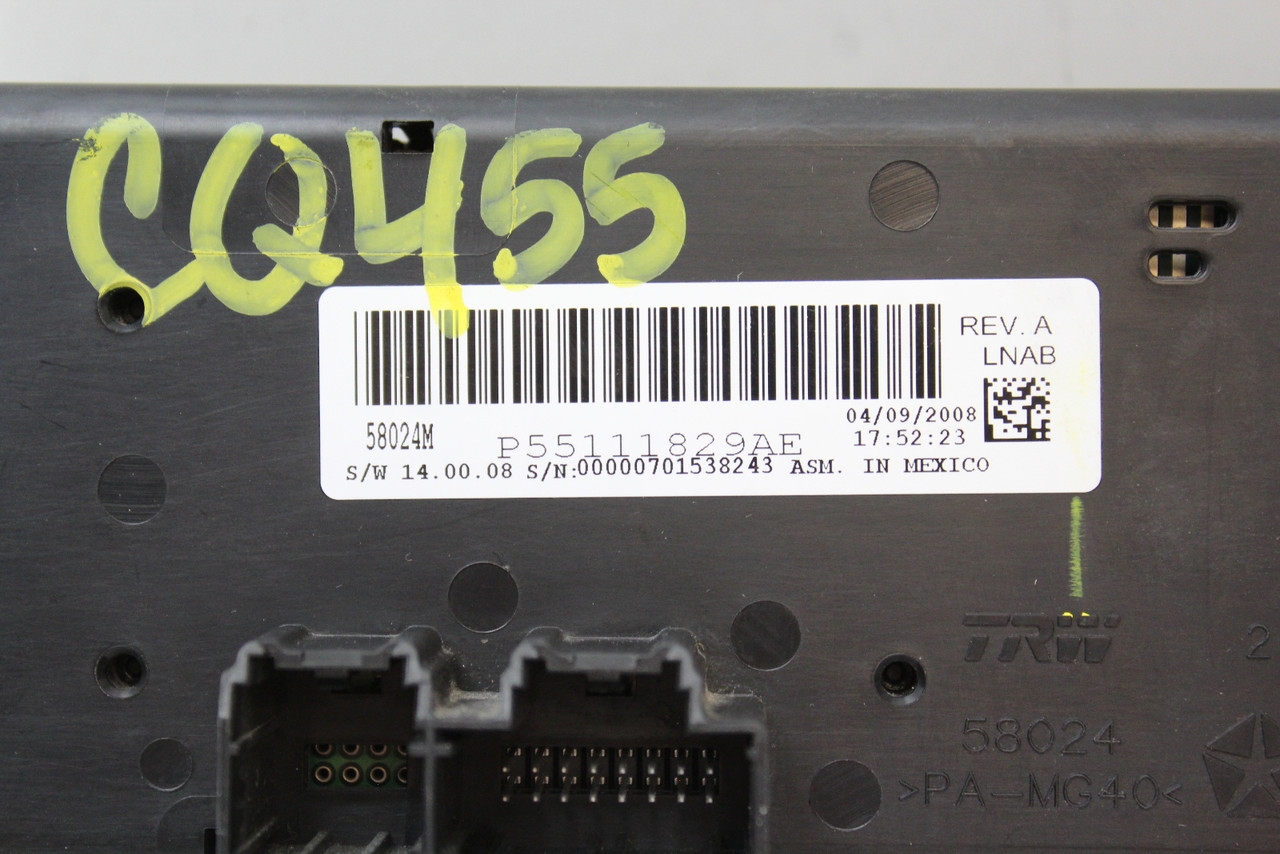 CQ455
REV. A
LNAB
04/09/2008
17:52:23
58024M
P55111829AE
S/W 14.00.08 S/N:00000701538243 ASM. IN MEXICO
TRW
2
58024
>PA-MG40<